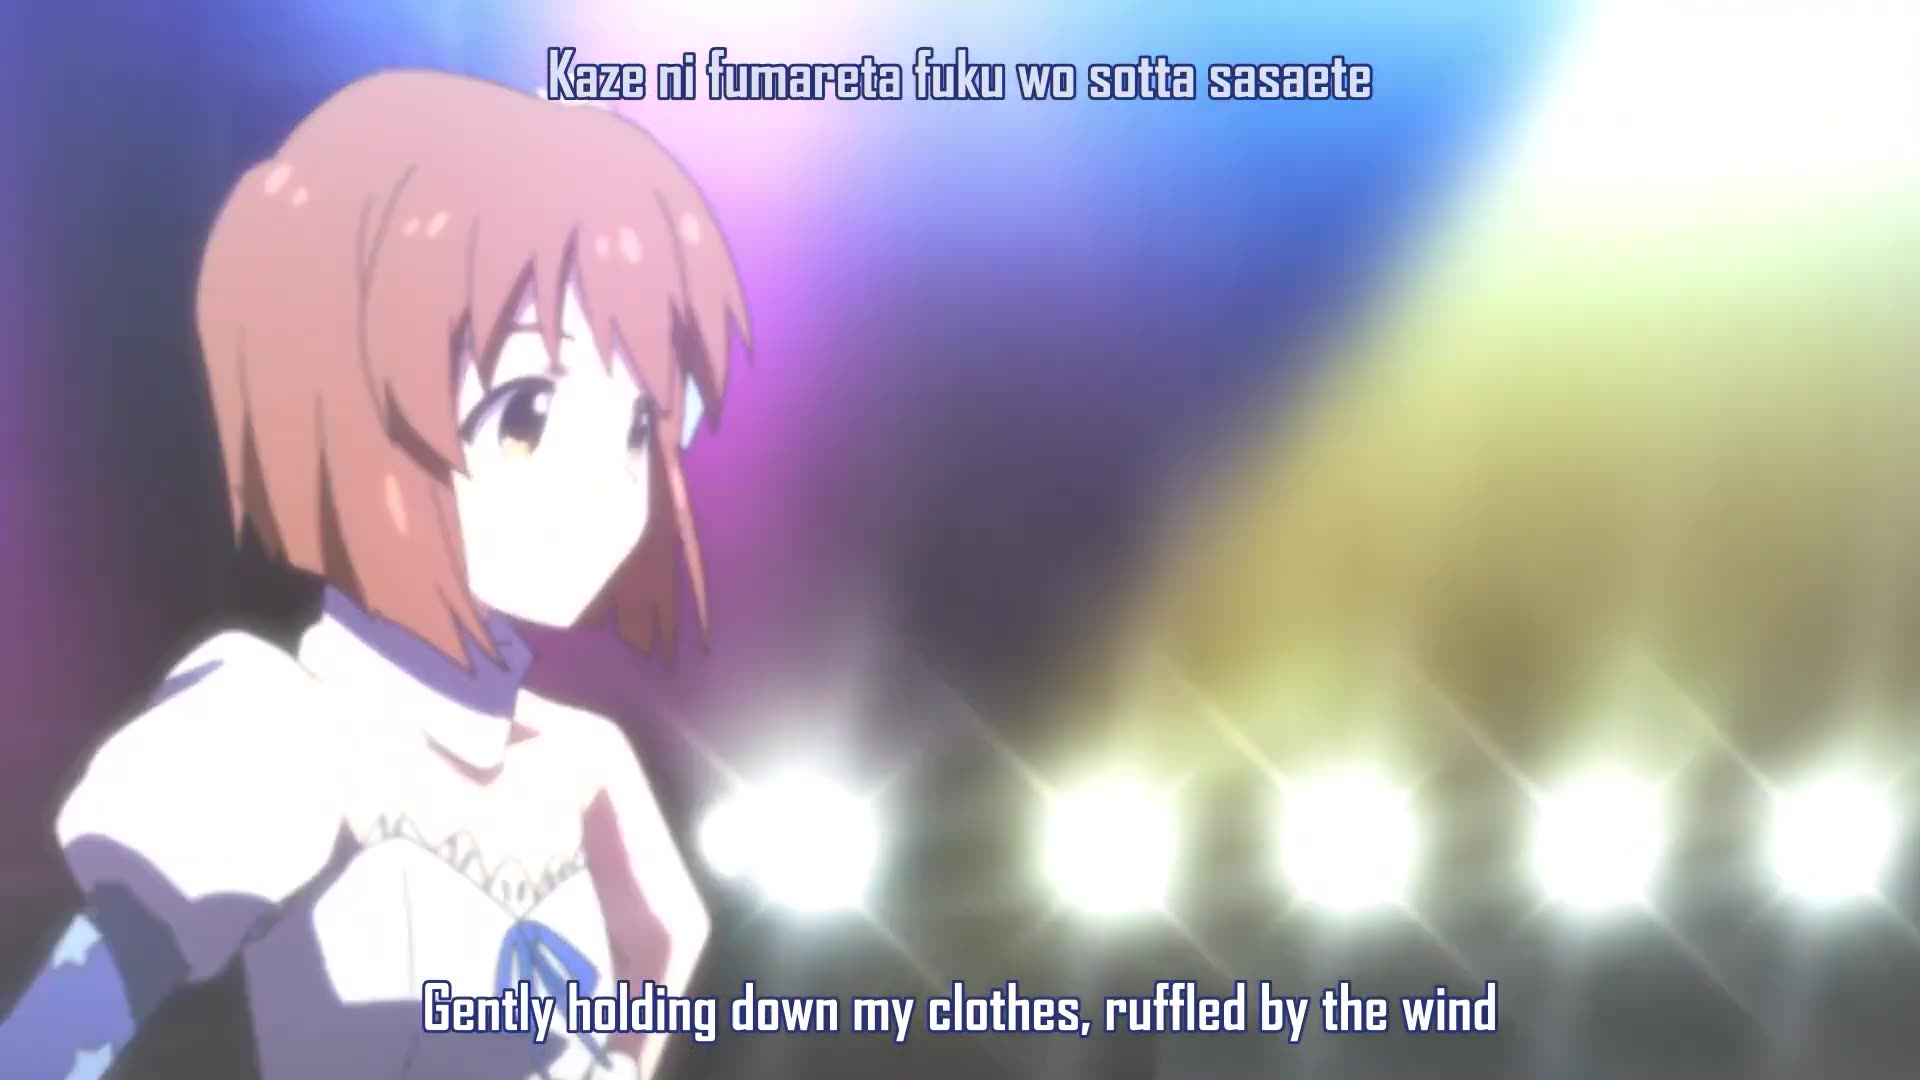 Kaze ni fumareta fuku wo sotta sasaete
Gently holding down my clothes, ruffled by the wind